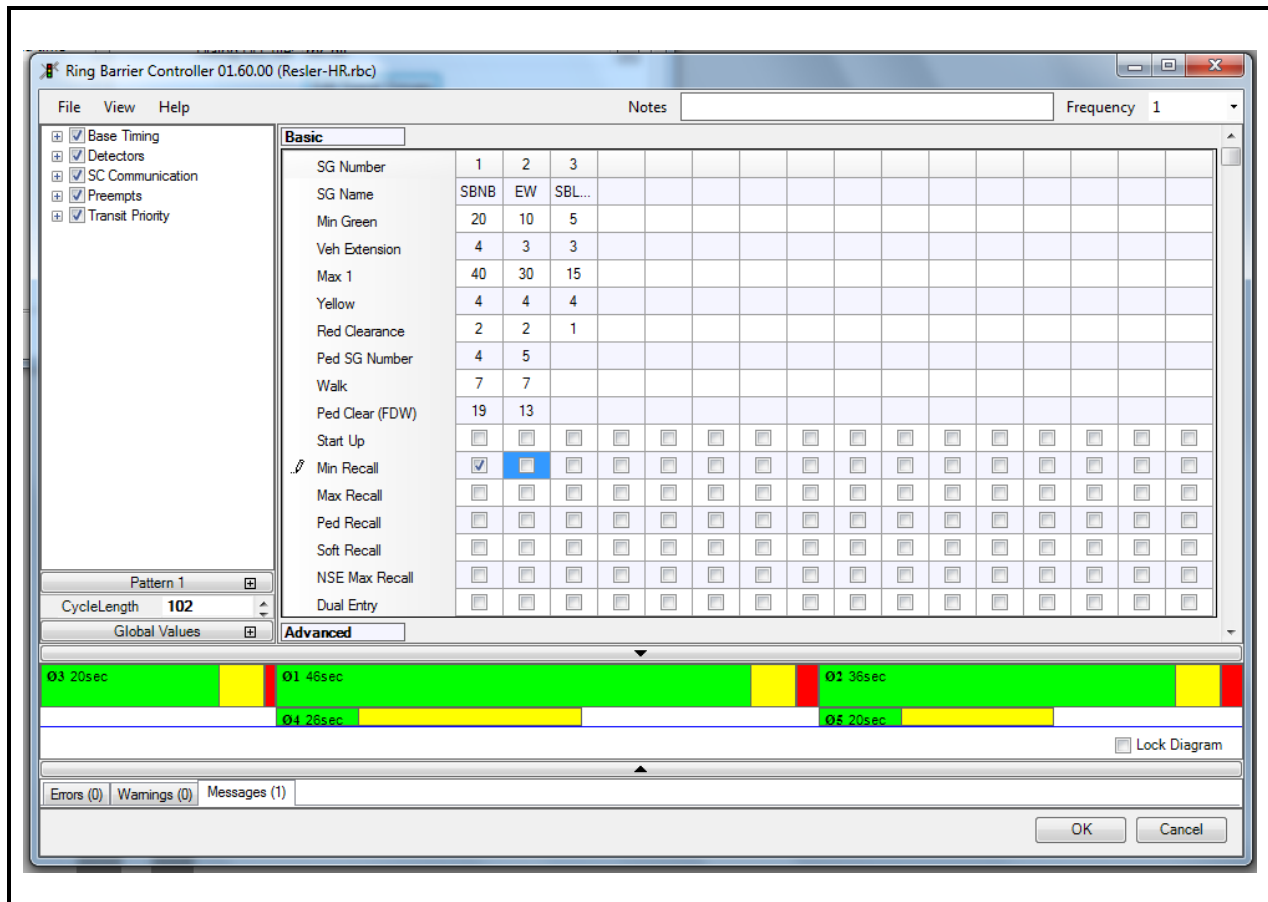 Ring Barrier Controller 01.60.00 (Resler-HR.rbc)
File View Help Notes Frequency 1
Base Timing
Detectors
SC Communication
Preempts
Transit Priority
Basic
SG Number 1 2 3
SG Name SBNB EW SBL...
Min Green 20 10 5
Veh Extension 4 3 3
Max 1 40 30 15
Yellow 4 4 4
Red Clearance 2 2 1
Ped SG Number 4 5
Walk 7 7
Ped Clear (FDW) 19 13
Start Up
Min Recall
Max Recall
Ped Recall
Soft Recall
NSE Max Recall
Dual Entry
Pattern 1
CycleLength 102
Global Values
Advanced
Ø3 20sec Ø1 46sec Ø2 36sec
Ø4 26sec Ø5 20sec
Lock Diagram
Errors (0) Warnings (0) Messages (1)
OK Cancel